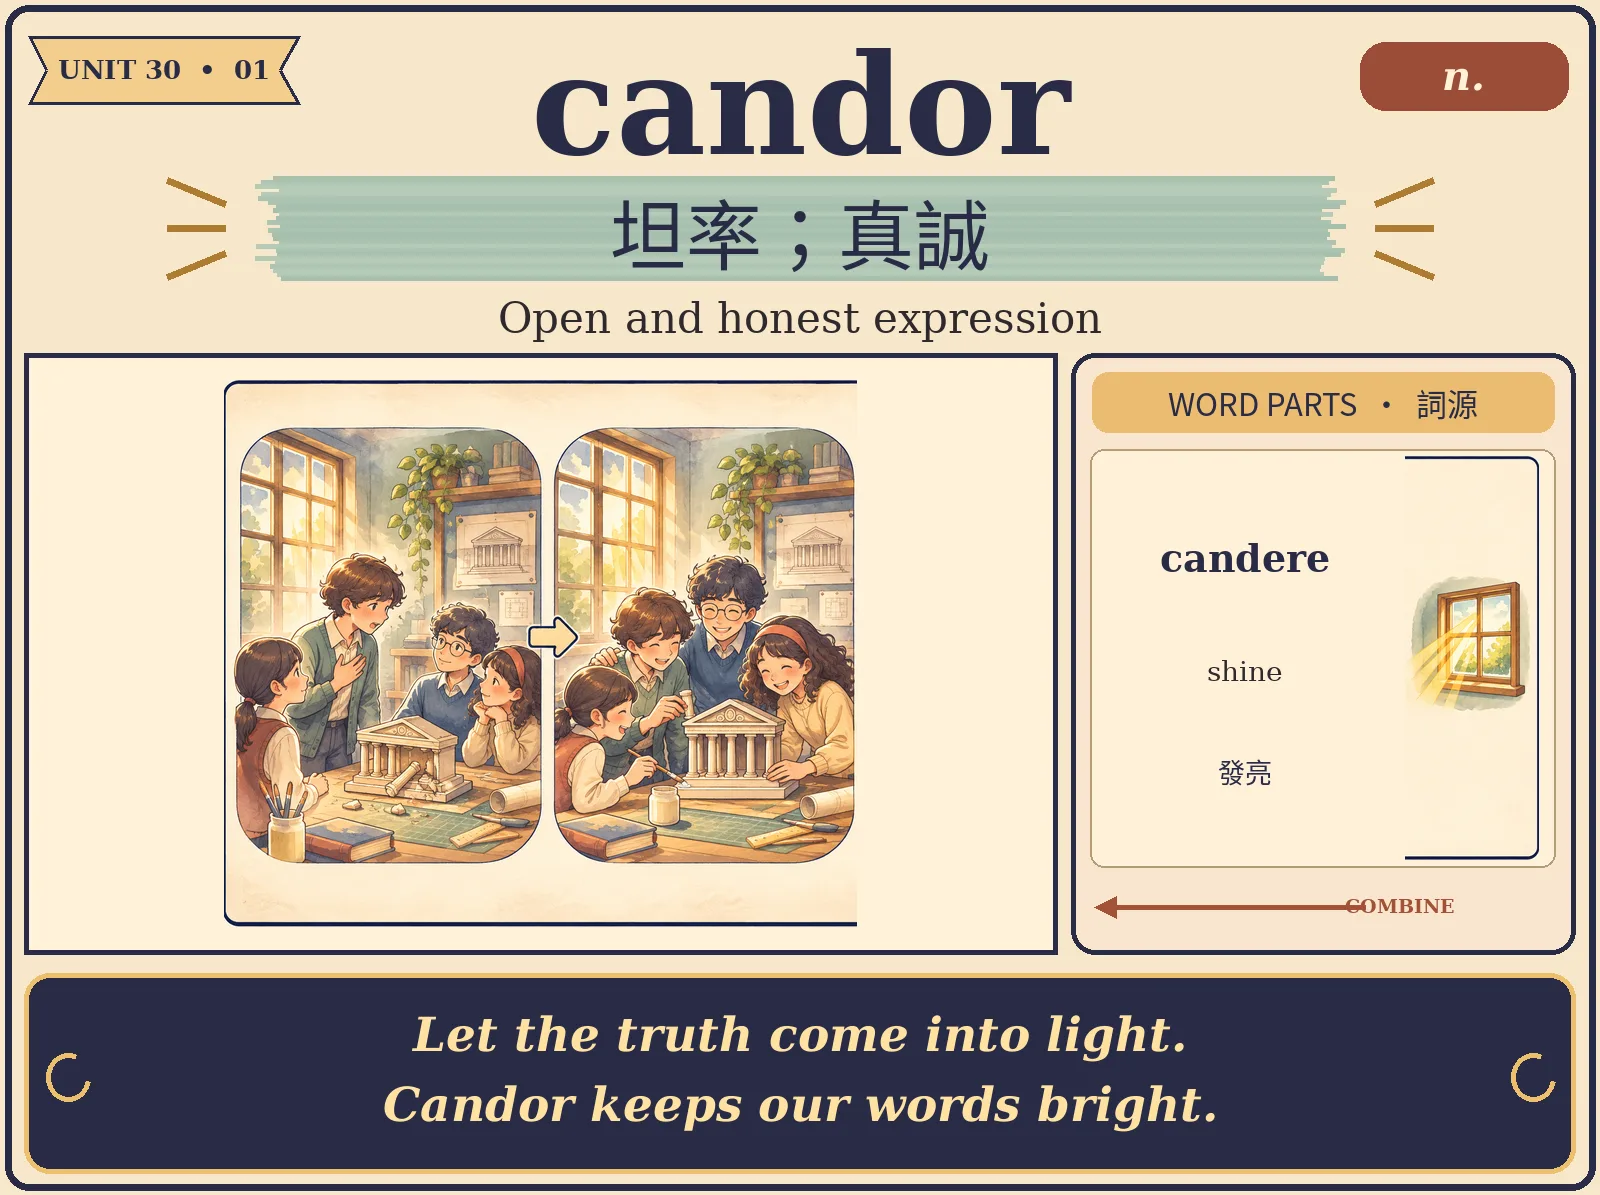 UNIT 30 • 01
candor
n.
坦率；真誠
Open and honest expression
WORD PARTS • 詞源
candere
shine
發亮
COMBINE
Let the truth come into light.
Candor keeps our words bright.